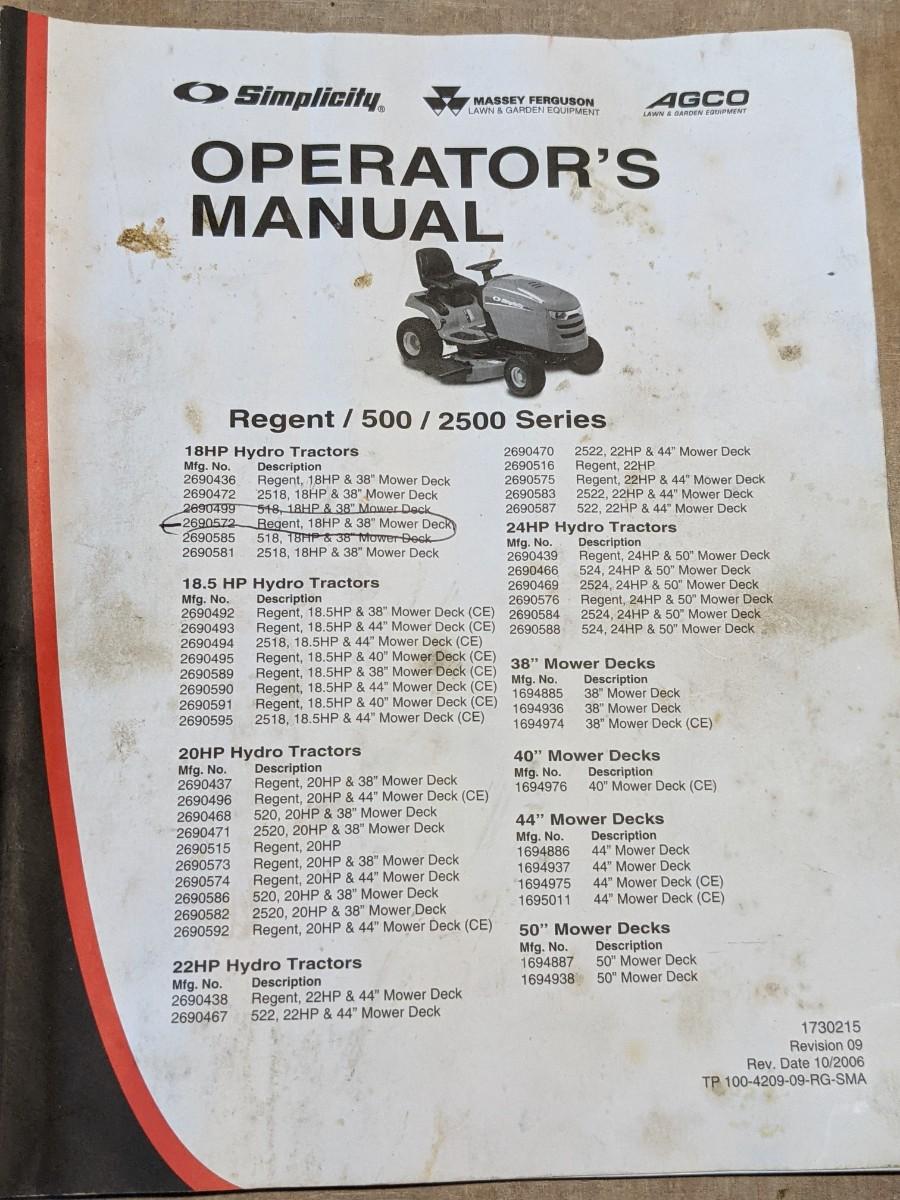 Simplicity®
MASSEY FERGUSON
LAWN & GARDEN EQUIPMENT
AGCO
LAWN & GARDEN EQUIPMENT
OPERATOR'S
MANUAL
Simplicity
Regent / 500 / 2500 Series
18HP Hydro Tractors
Mfg. No. Description
2690436 Regent, 18HP & 38" Mower Deck
2690472 2518, 18HP & 38" Mower Deck
2690499 518, 18HP & 38" Mower Deck
2690572 Regent, 18HP & 38" Mower Deck
2690585 518, 18HP & 38" Mower Deck
2690581 2518, 18HP & 38" Mower Deck
18.5 HP Hydro Tractors
Mfg. No. Description
2690492 Regent, 18.5HP & 38" Mower Deck (CE)
2690493 Regent, 18.5HP & 44" Mower Deck (CE)
2690494 2518, 18.5HP & 44" Mower Deck (CE)
2690495 Regent, 18.5HP & 40" Mower Deck (CE)
2690589 Regent, 18.5HP & 38" Mower Deck (CE)
2690590 Regent, 18.5HP & 44" Mower Deck (CE)
2690591 Regent, 18.5HP & 40" Mower Deck (CE)
2690595 2518, 18.5HP & 44" Mower Deck (CE)
20HP Hydro Tractors
Mfg. No. Description
2690437 Regent, 20HP & 38" Mower Deck
2690496 Regent, 20HP & 44" Mower Deck (CE)
2690468 520, 20HP & 38" Mower Deck
2690471 2520, 20HP & 38" Mower Deck
2690515 Regent, 20HP
2690573 Regent, 20HP & 38" Mower Deck
2690574 Regent, 20HP & 44" Mower Deck
2690586 520, 20HP & 38" Mower Deck
2690582 2520, 20HP & 38" Mower Deck
2690592 Regent, 20HP & 44" Mower Deck (CE)
22HP Hydro Tractors
Mfg. No. Description
2690438 Regent, 22HP & 44" Mower Deck
2690467 522, 22HP & 44" Mower Deck
2690470 2522, 22HP & 44" Mower Deck
2690516 Regent, 22HP
2690575 Regent, 22HP & 44" Mower Deck
2690583 2522, 22HP & 44" Mower Deck
2690587 522, 22HP & 44" Mower Deck
24HP Hydro Tractors
Mfg. No. Description
2690439 Regent, 24HP & 50" Mower Deck
2690466 524, 24HP & 50" Mower Deck
2690469 2524, 24HP & 50" Mower Deck
2690576 Regent, 24HP & 50" Mower Deck
2690584 2524, 24HP & 50" Mower Deck
2690588 524, 24HP & 50" Mower Deck
38" Mower Decks
Mfg. No. Description
1694885 38" Mower Deck
1694936 38" Mower Deck
1694974 38" Mower Deck (CE)
40" Mower Decks
Mfg. No. Description
1694976 40" Mower Deck (CE)
44" Mower Decks
Mfg. No. Description
1694886 44" Mower Deck
1694937 44" Mower Deck
1694975 44" Mower Deck (CE)
1695011 44" Mower Deck (CE)
50" Mower Decks
Mfg. No. Description
1694887 50" Mower Deck
1694938 50" Mower Deck
1730215
Revision 09
Rev. Date 10/2006
TP 100-4209-09-RG-SMA